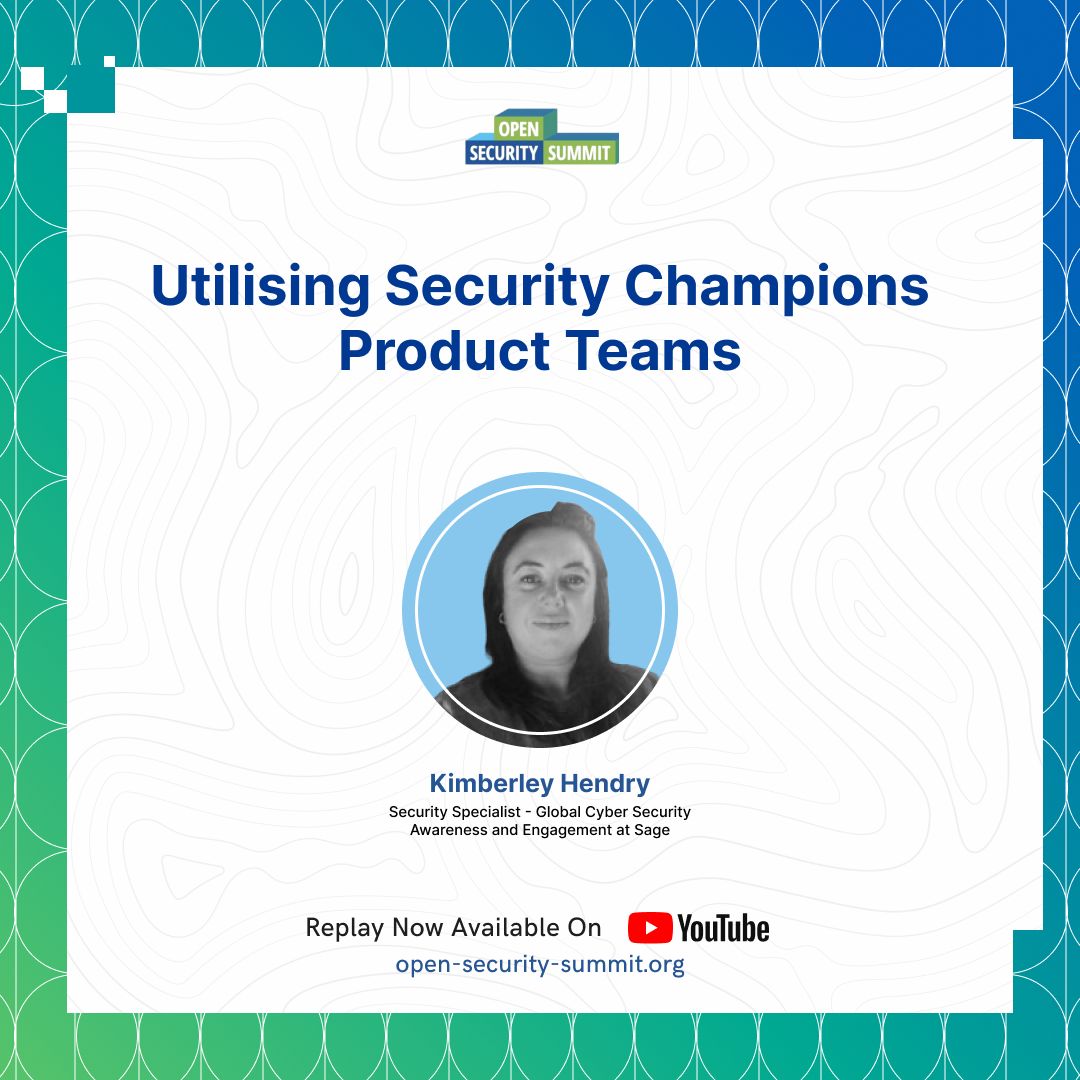 OPEN
SECURITY SUMMIT
Utilising Security Champions
Product Teams
Kimberley Hendry
Security Specialist - Global Cyber Security
Awareness and Engagement at Sage
Replay Now Available On YouTube
open-security-summit.org